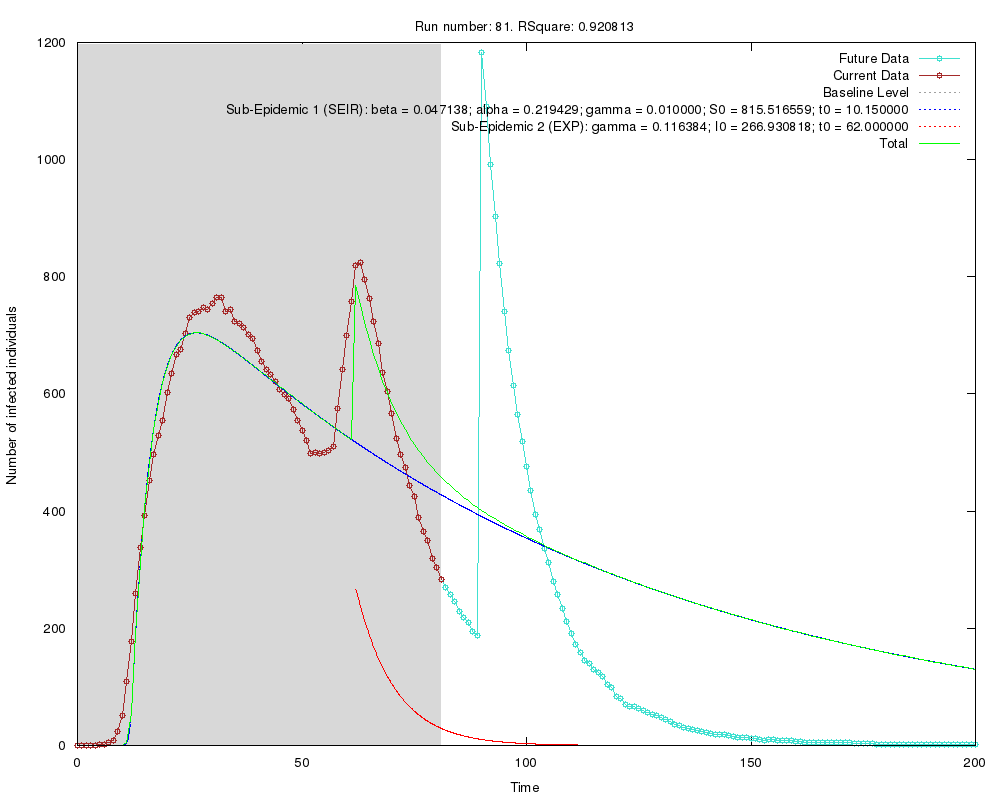 Run number: 81. RSquare: 0.920813
1200
1000
800
600
400
200
0
0
50
100
150
200
Number of infected individuals
Time
Future Data
Current Data
Baseline Level
Sub-Epidemic 1 (SEIR): beta = 0.047138; alpha = 0.219429; gamma = 0.010000; S0 = 815.516559; t0 = 10.150000
Sub-Epidemic 2 (EXP): gamma = 0.116384; I0 = 266.930818; t0 = 62.000000
Total